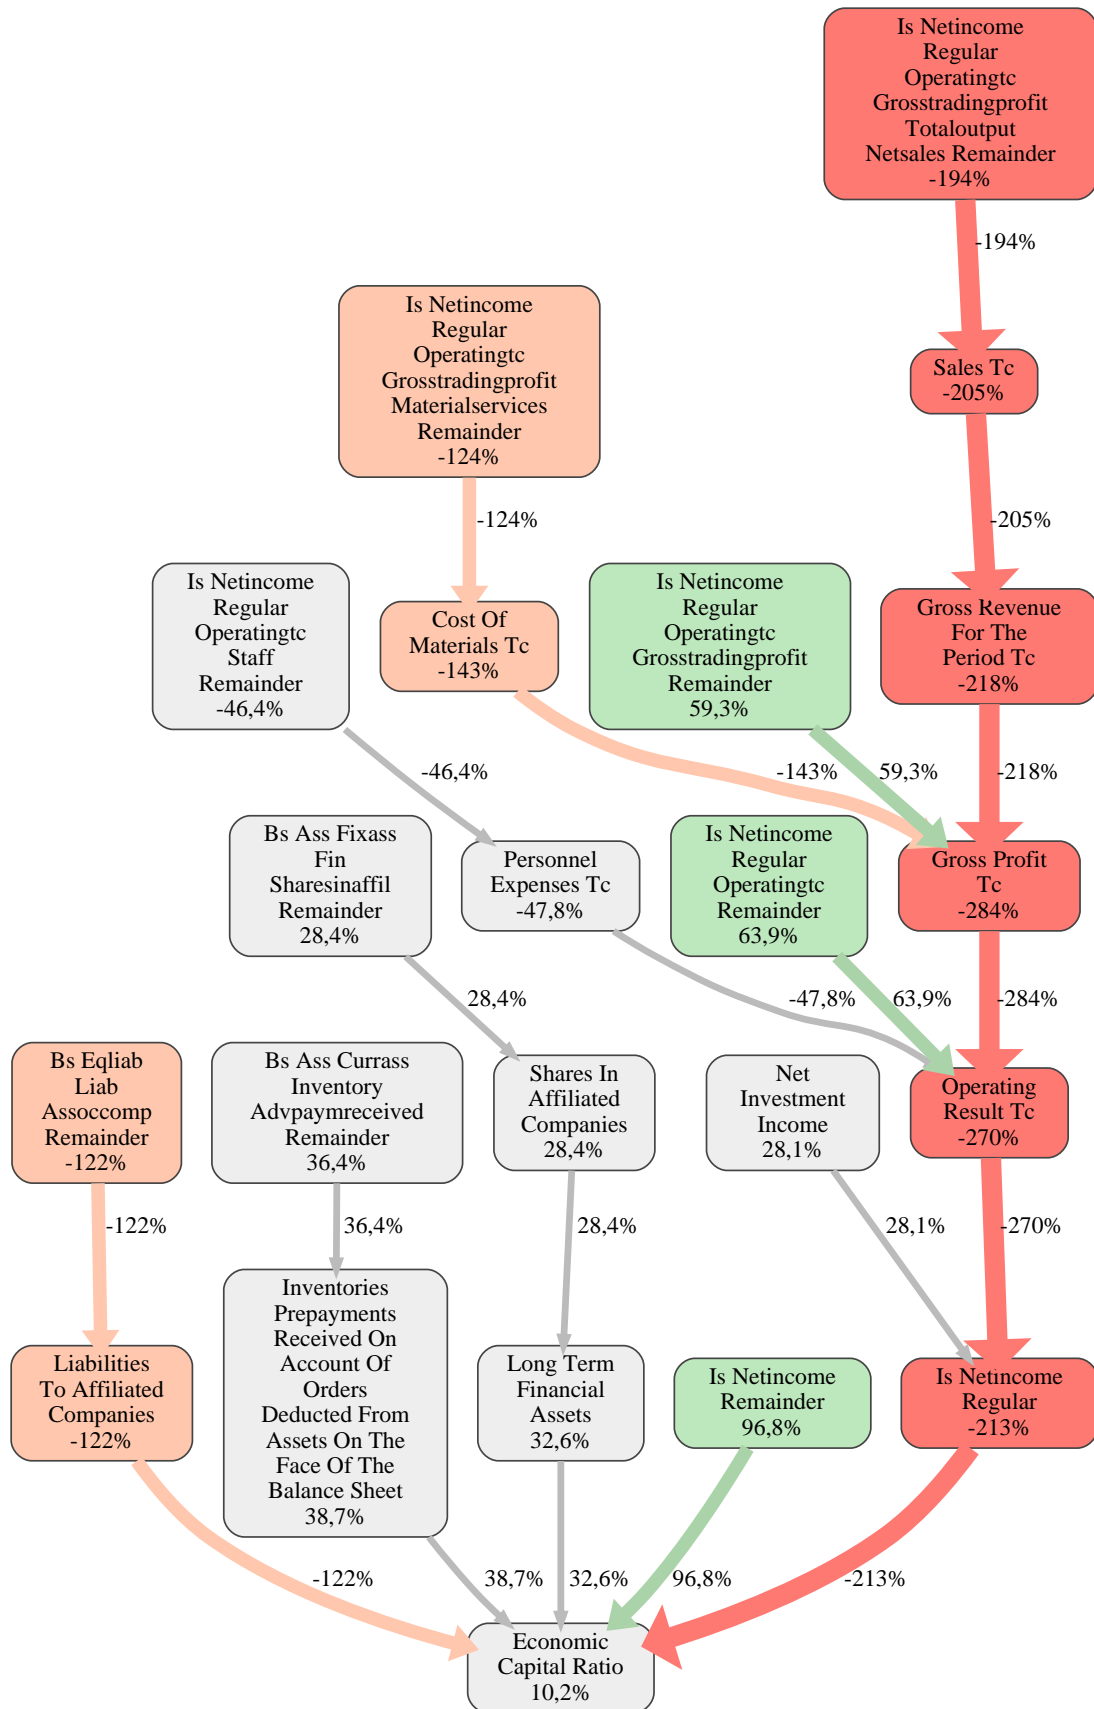 Is Netincome
Regular
Operatingtc
Grosstradingprofit
Totaloutput
Netsales Remainder
-194%
-194%
Is Netincome
Regular
Operatingtc
Grosstradingprofit
Materialservices
Remainder
-124%
Sales Tc
-205%
-124%
-205%
Is Netincome
Regular
Operatingtc
Staff
Remainder
-46,4%
Cost Of
Materials Tc
-143%
Is Netincome
Regular
Operatingtc
Grosstradingprofit
Remainder
59,3%
Gross Revenue
For The
Period Tc
-218%
-46,4%
-143%
59,3%
-218%
Bs Ass Fixass
Fin
Sharesinaffil
Remainder
28,4%
Personnel
Expenses Tc
-47,8%
Is Netincome
Regular
Operatingtc
Remainder
63,9%
Gross Profit
Tc
-284%
28,4%
-47,8%
63,9%
-284%
Bs Eqliab
Liab
Assoccomp
Remainder
-122%
Bs Ass Currass
Inventory
Advpaymreceived
Remainder
36,4%
Shares In
Affiliated
Companies
28,4%
Net
Investment
Income
28,1%
Operating
Result Tc
-270%
-122%
36,4%
28,4%
28,1%
-270%
Liabilities
To Affiliated
Companies
-122%
Inventories
Prepayments
Received On
Account Of
Orders
Deducted From
Assets On The
Face Of The
Balance Sheet
38,7%
Long Term
Financial
Assets
32,6%
Is Netincome
Remainder
96,8%
Is Netincome
Regular
-213%
-122%
38,7%
32,6%
96,8%
-213%
Economic
Capital Ratio
10,2%